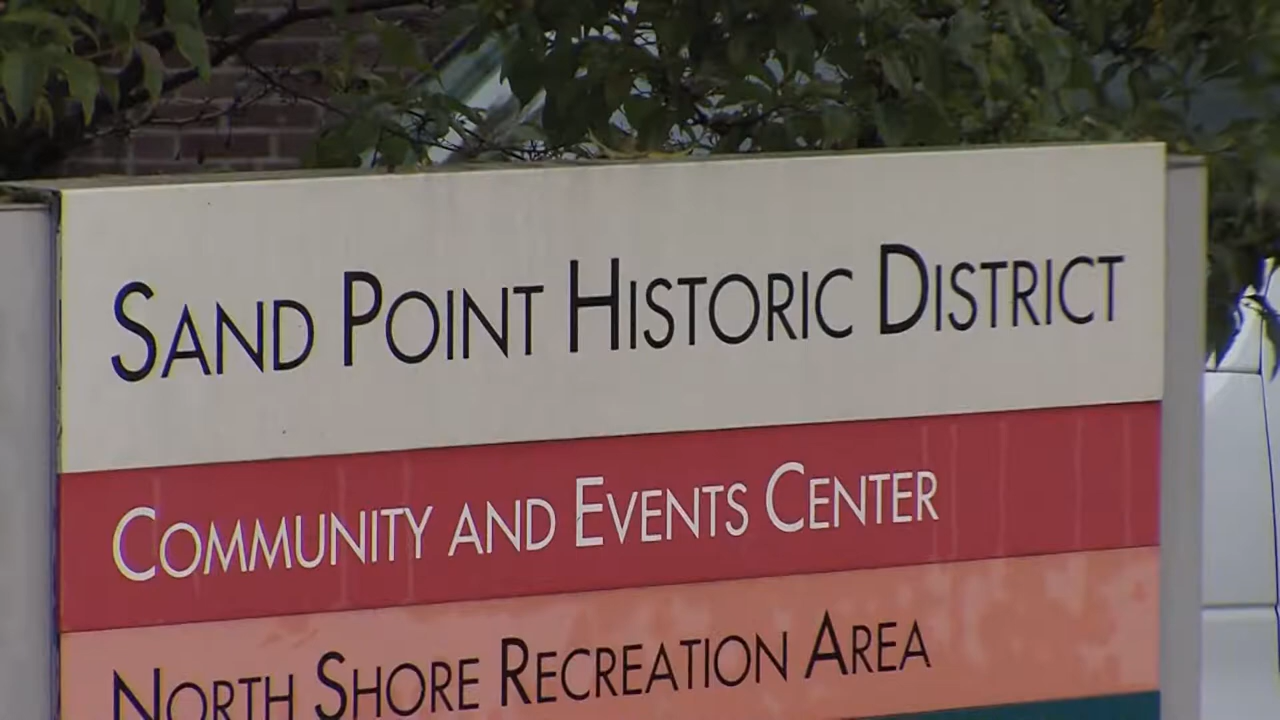 SAND POINT HISTORIC DISTRICT
COMMUNITY AND EVENTS CENTER
NORTH SHORE RECREATION AREA